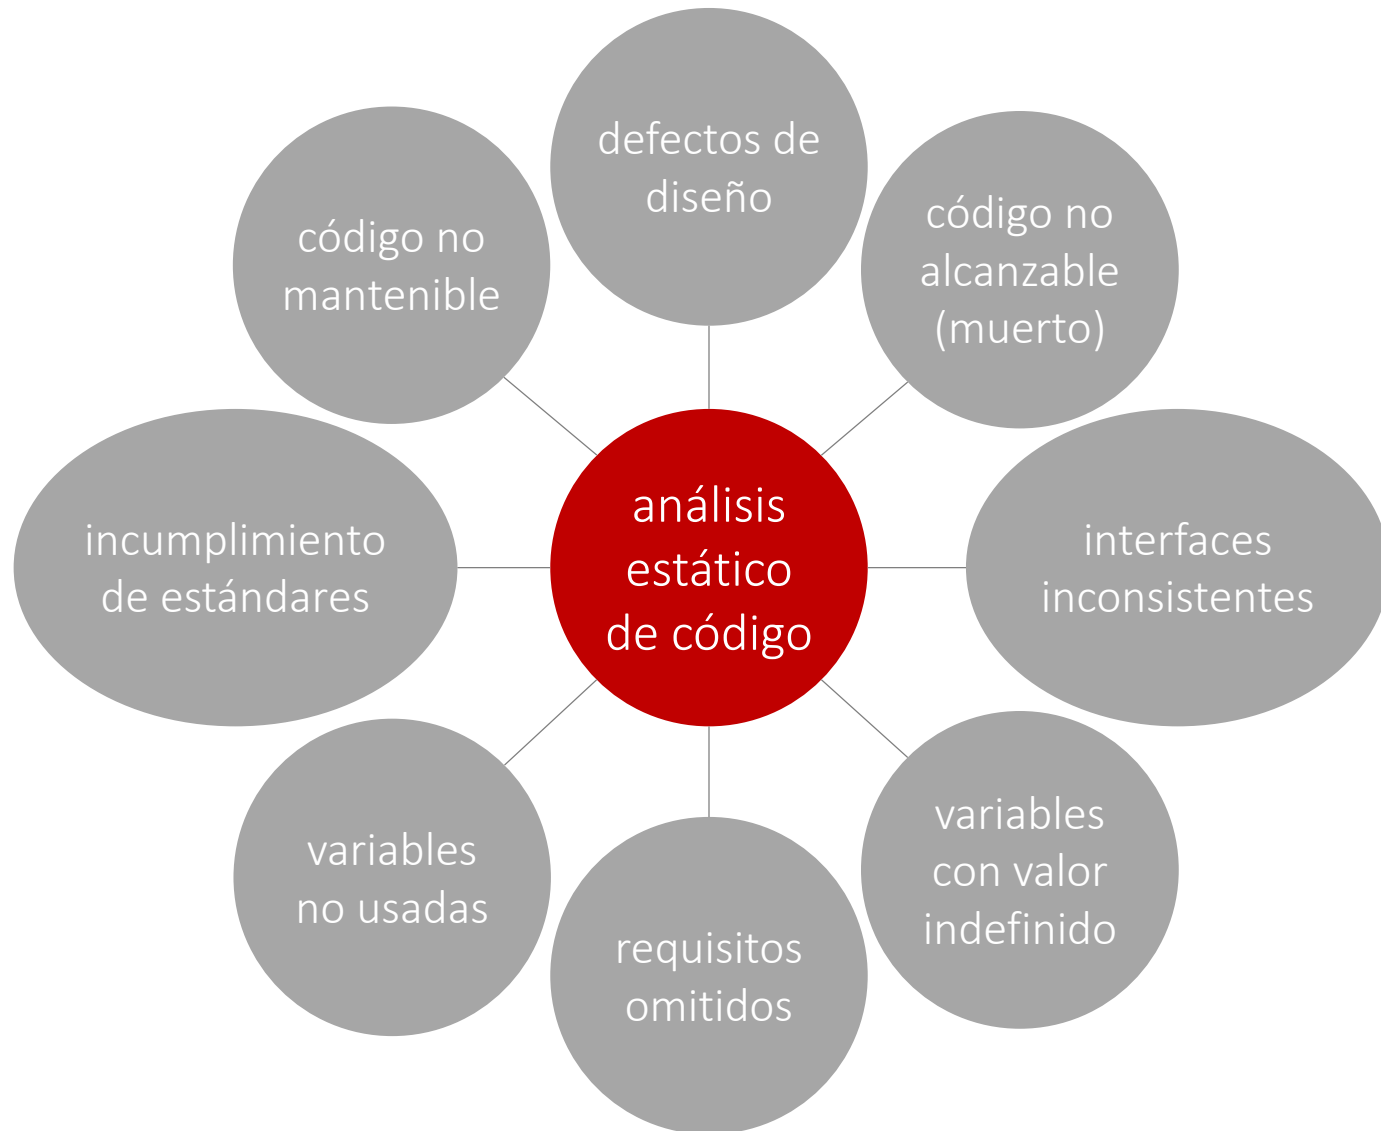 defectos de
diseño
código no
mantenible
código no
alcanzable
(muerto)
análisis
estático
de código
incumplimiento
de estándares
interfaces
inconsistentes
variables
no usadas
variables
con valor
indefinido
requisitos
omitidos